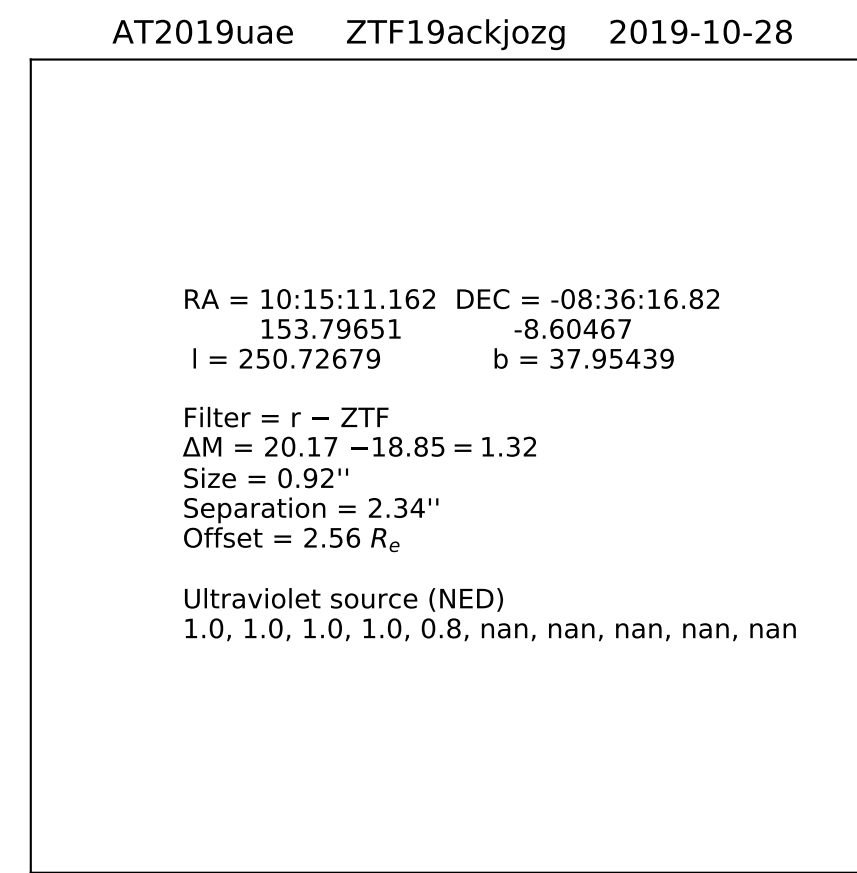 AT2019uae ZTF19ackjozg 2019-10-28
RA = 10:15:11.162 DEC = -08:36:16.82
153.79651 -8.60467
l = 250.72679 b = 37.95439
Filter = r − ZTF
ΔM = 20.17 −18.85 = 1.32
Size = 0.92''
Separation = 2.34''
Offset = 2.56 Re
Ultraviolet source (NED)
1.0, 1.0, 1.0, 1.0, 0.8, nan, nan, nan, nan, nan